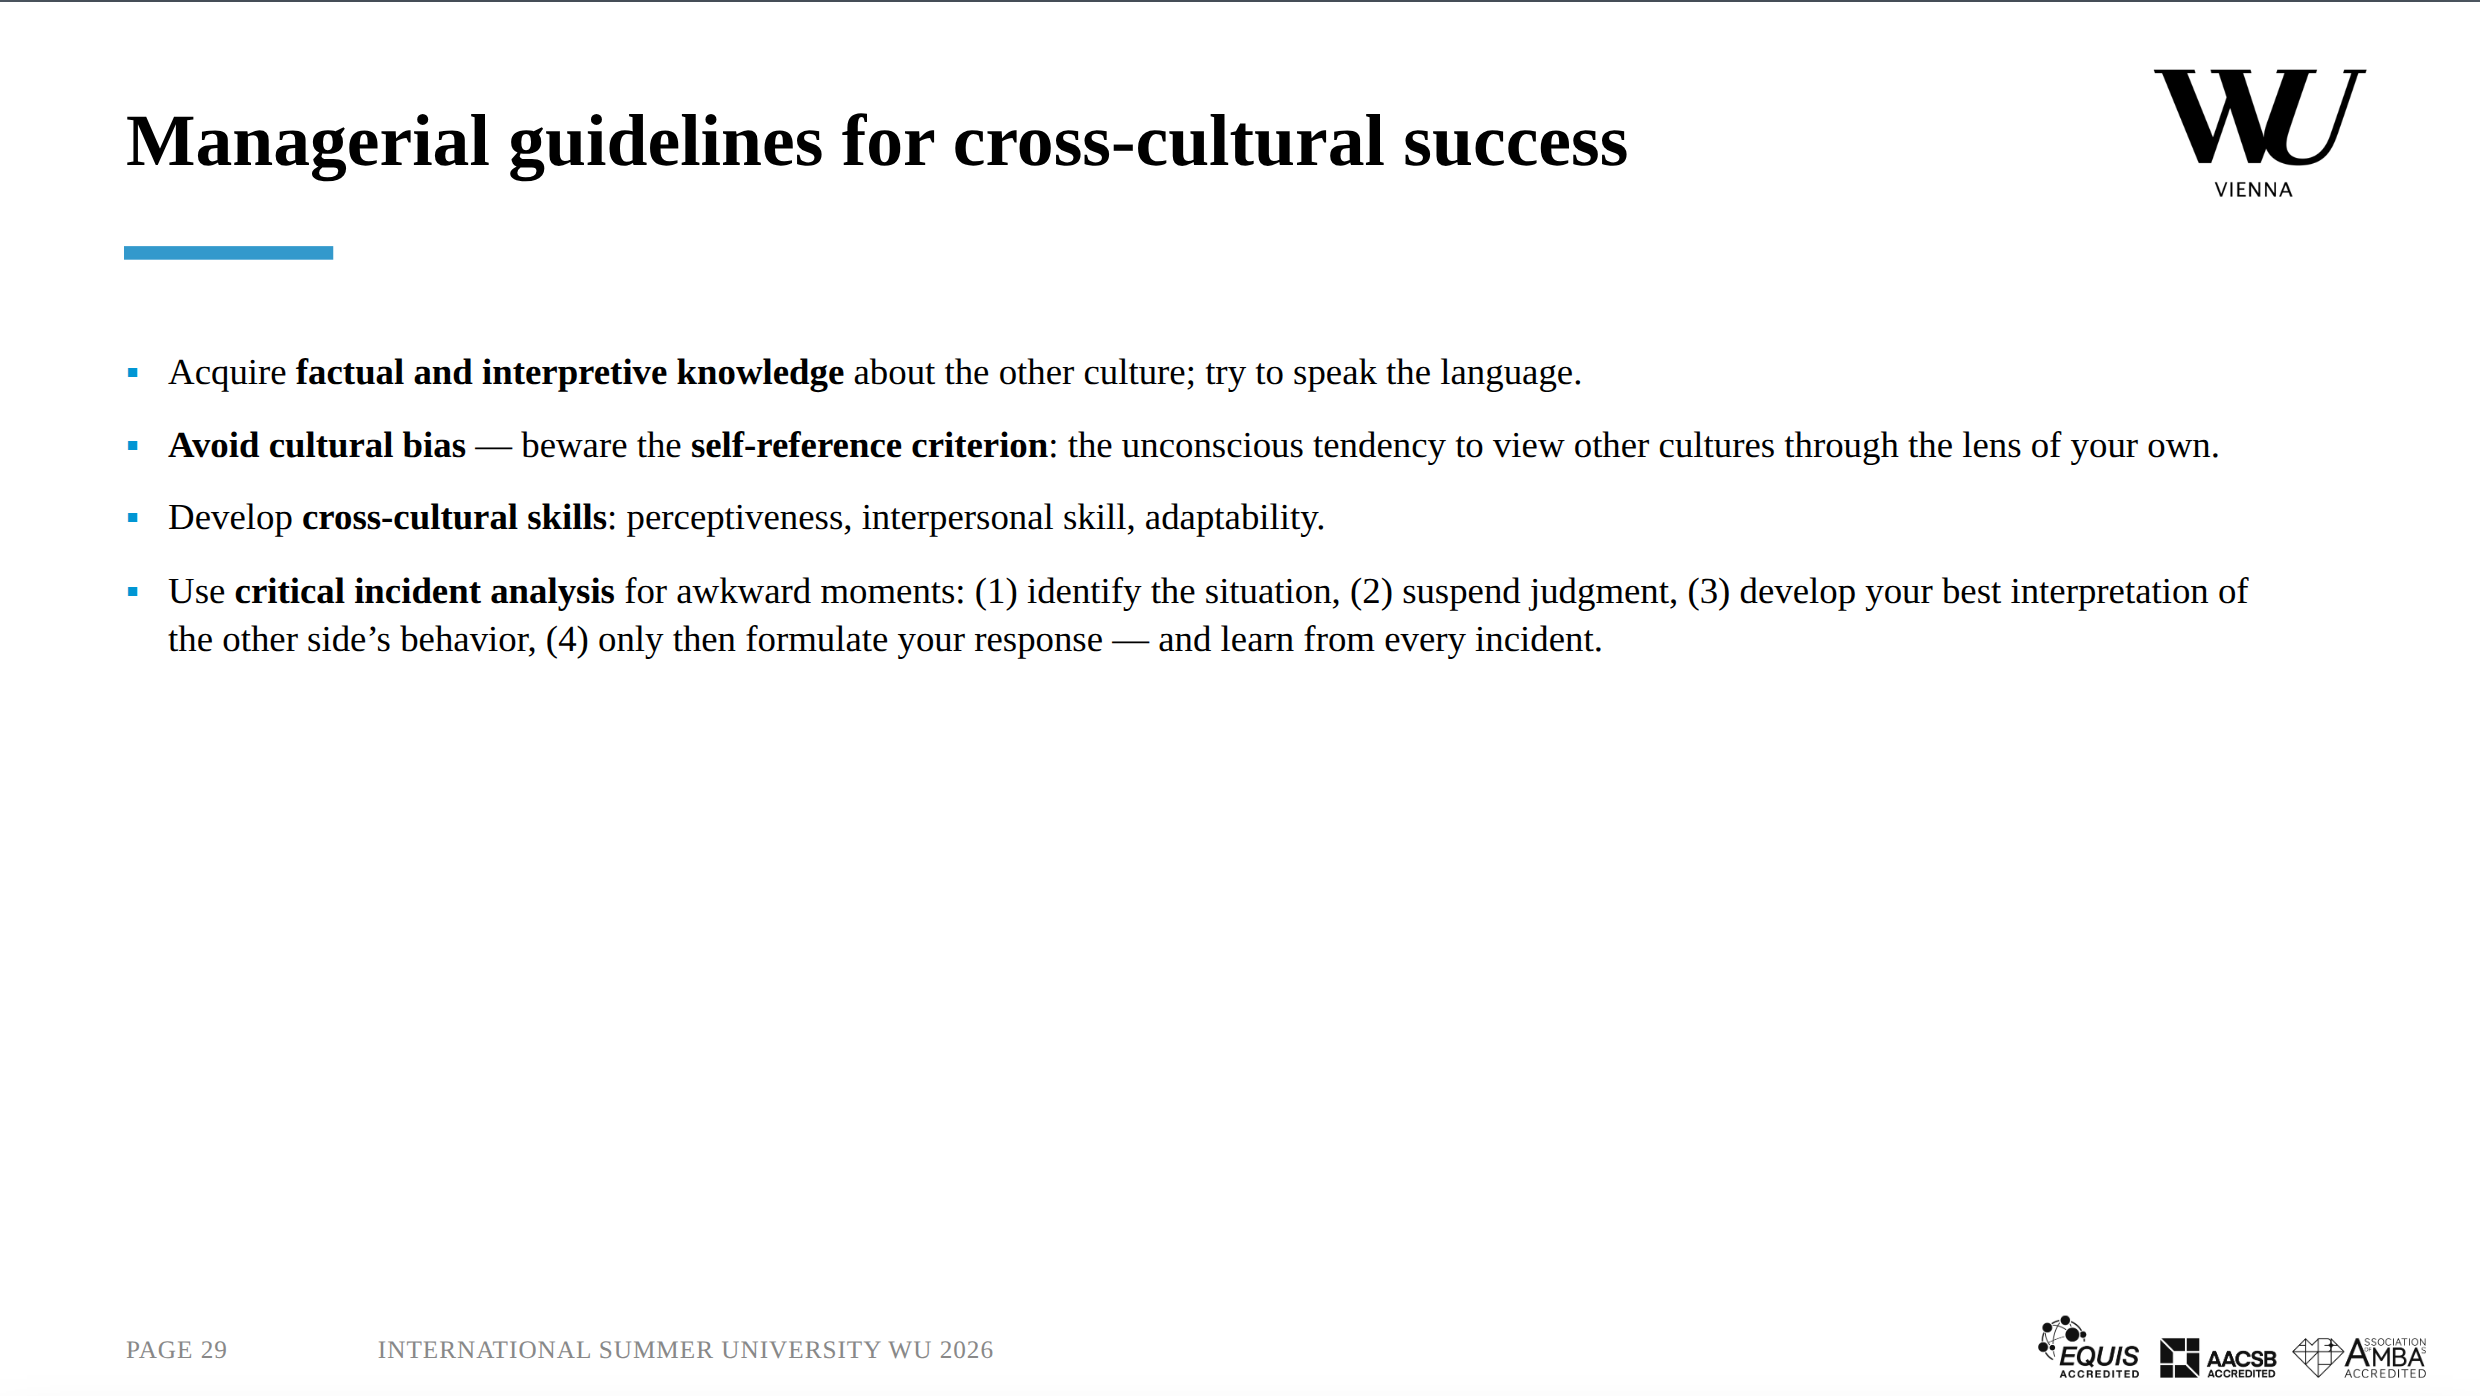 Managerial guidelines for cross-cultural success
WU
VIENNA
▪ Acquire factual and interpretive knowledge about the other culture; try to speak the language.
▪ Avoid cultural bias — beware the self-reference criterion: the unconscious tendency to view other cultures through the lens of your own.
▪ Develop cross-cultural skills: perceptiveness, interpersonal skill, adaptability.
▪ Use critical incident analysis for awkward moments: (1) identify the situation, (2) suspend judgment, (3) develop your best interpretation of
the other side’s behavior, (4) only then formulate your response — and learn from every incident.
PAGE 29
INTERNATIONAL SUMMER UNIVERSITY WU 2026
EQUIS
ACCREDITED
AACSB
ACCREDITED
ASSOCIATION
OF
AMBAS
ACCREDITED